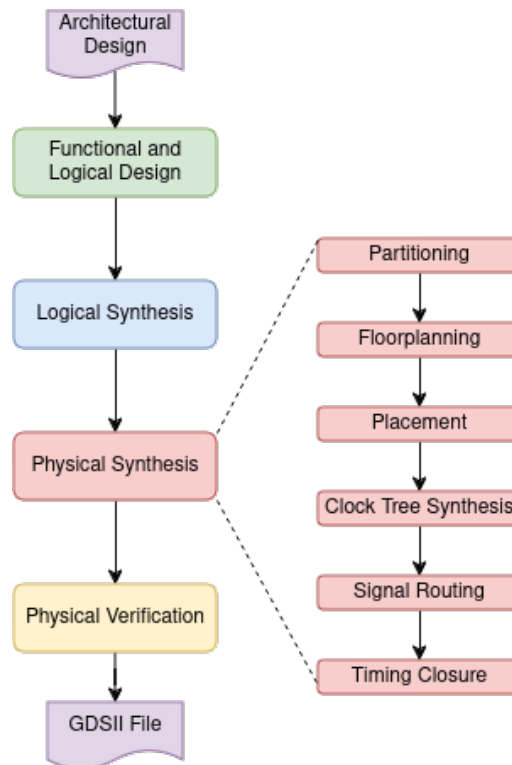 Architectural
Design
Functional and
Logical Design
Logical Synthesis
Physical Synthesis
Physical Verification
GDSII File
Partitioning
Floorplanning
Placement
Clock Tree Synthesis
Signal Routing
Timing Closure